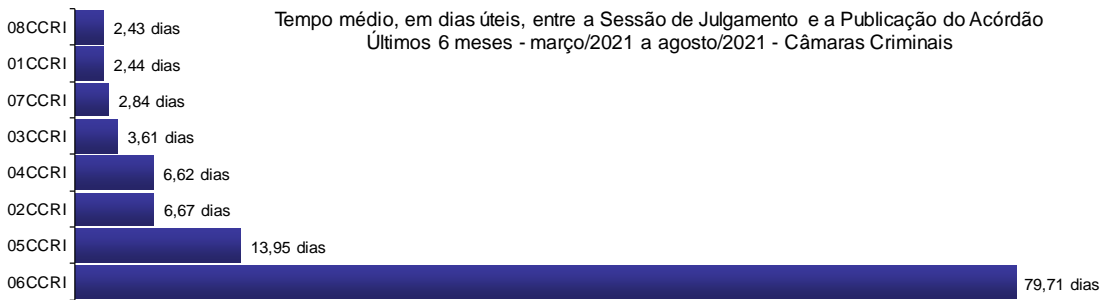 Tempo médio, em dias úteis, entre a Sessão de Julgamento e a Publicação do Acórdão
Últimos 6 meses - março/2021 a agosto/2021 - Câmaras Criminais
08CCRI 2,43 dias
01CCRI 2,44 dias
07CCRI 2,84 dias
03CCRI 3,61 dias
04CCRI 6,62 dias
02CCRI 6,67 dias
05CCRI 13,95 dias
06CCRI 79,71 dias